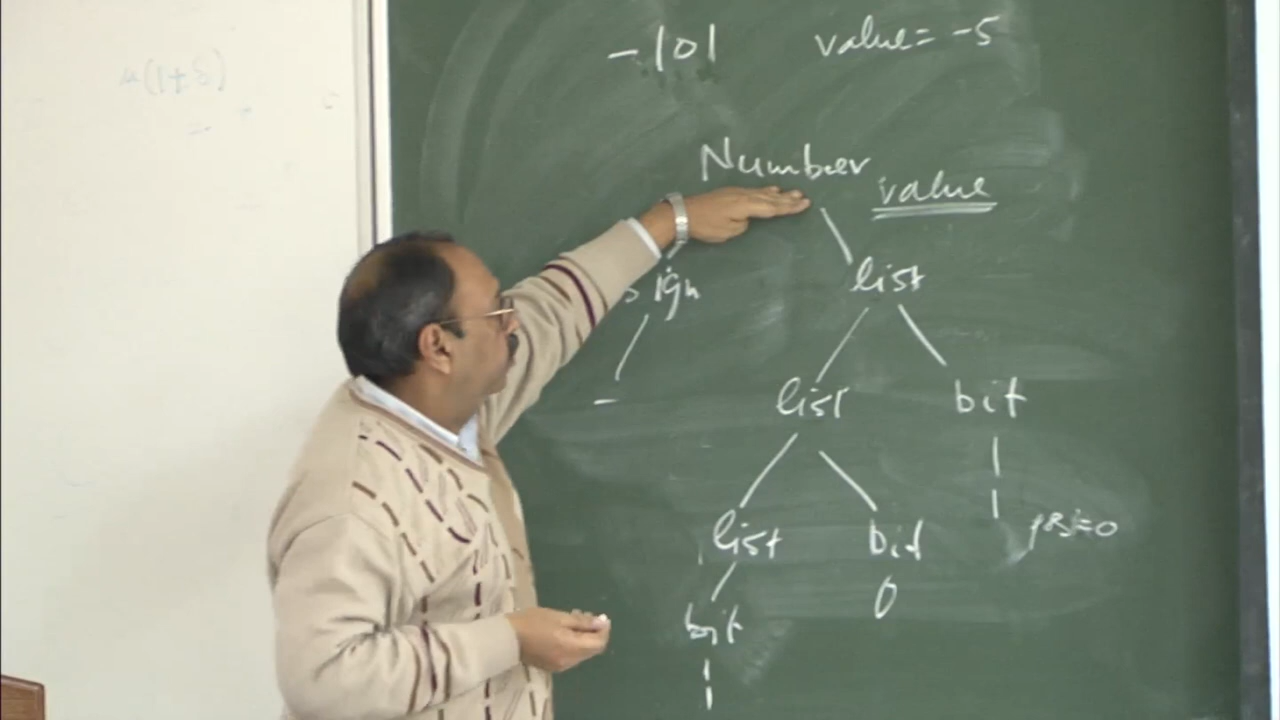 -101 value= -5
Number value
sign list
- list bit
list bit 1
pos=0
bit 0
1